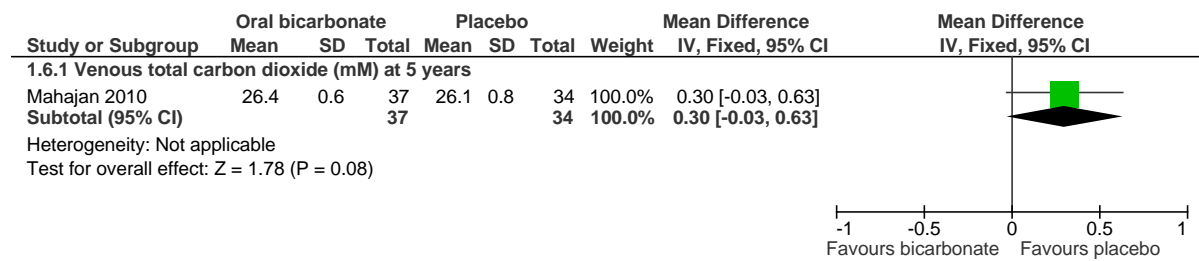 Oral bicarbonate Placebo Mean Difference Mean Difference
Study or Subgroup Mean SD Total Mean SD Total Weight IV, Fixed, 95% CI IV, Fixed, 95% CI
1.6.1 Venous total carbon dioxide (mM) at 5 years
Mahajan 2010 26.4 0.6 37 26.1 0.8 34 100.0% 0.30 [-0.03, 0.63]
Subtotal (95% CI) 37 34 100.0% 0.30 [-0.03, 0.63]
Heterogeneity: Not applicable
Test for overall effect: Z = 1.78 (P = 0.08)
-1 -0.5 0 0.5 1
Favours bicarbonate Favours placebo